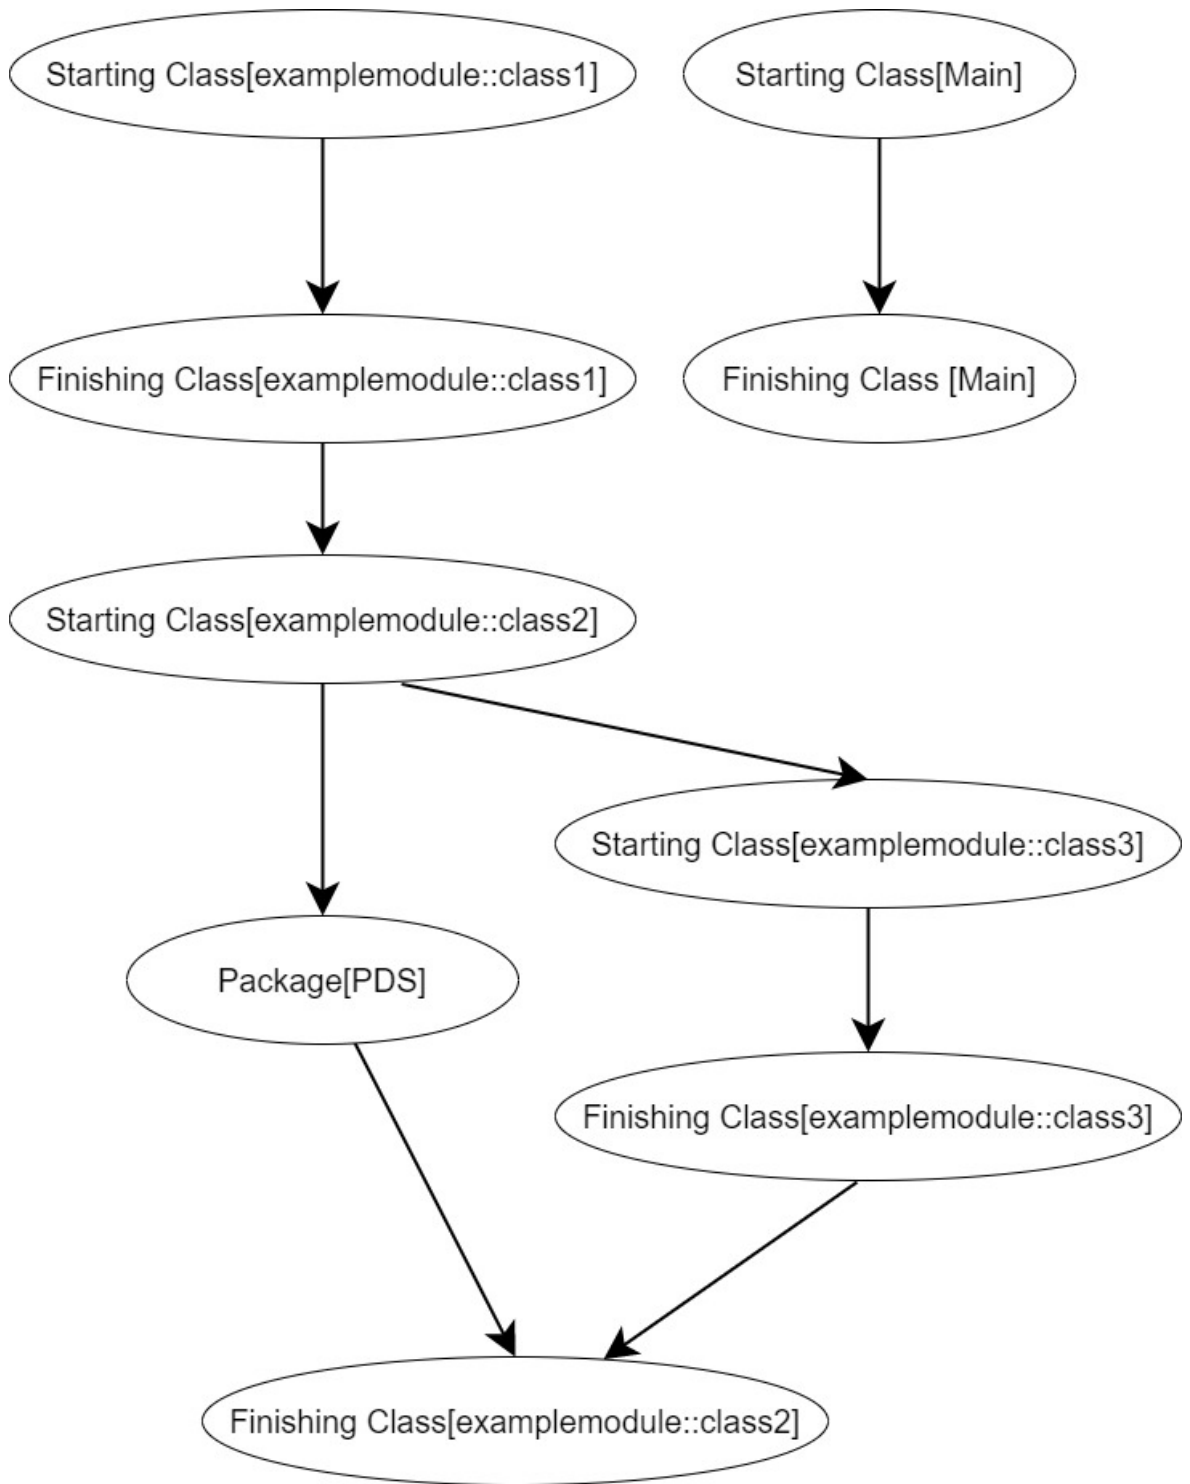 Starting Class[examplemodule::class1]
Starting Class[Main]
Finishing Class[examplemodule::class1]
Finishing Class [Main]
Starting Class[examplemodule::class2]
Starting Class[examplemodule::class3]
Package[PDS]
Finishing Class[examplemodule::class3]
Finishing Class[examplemodule::class2]